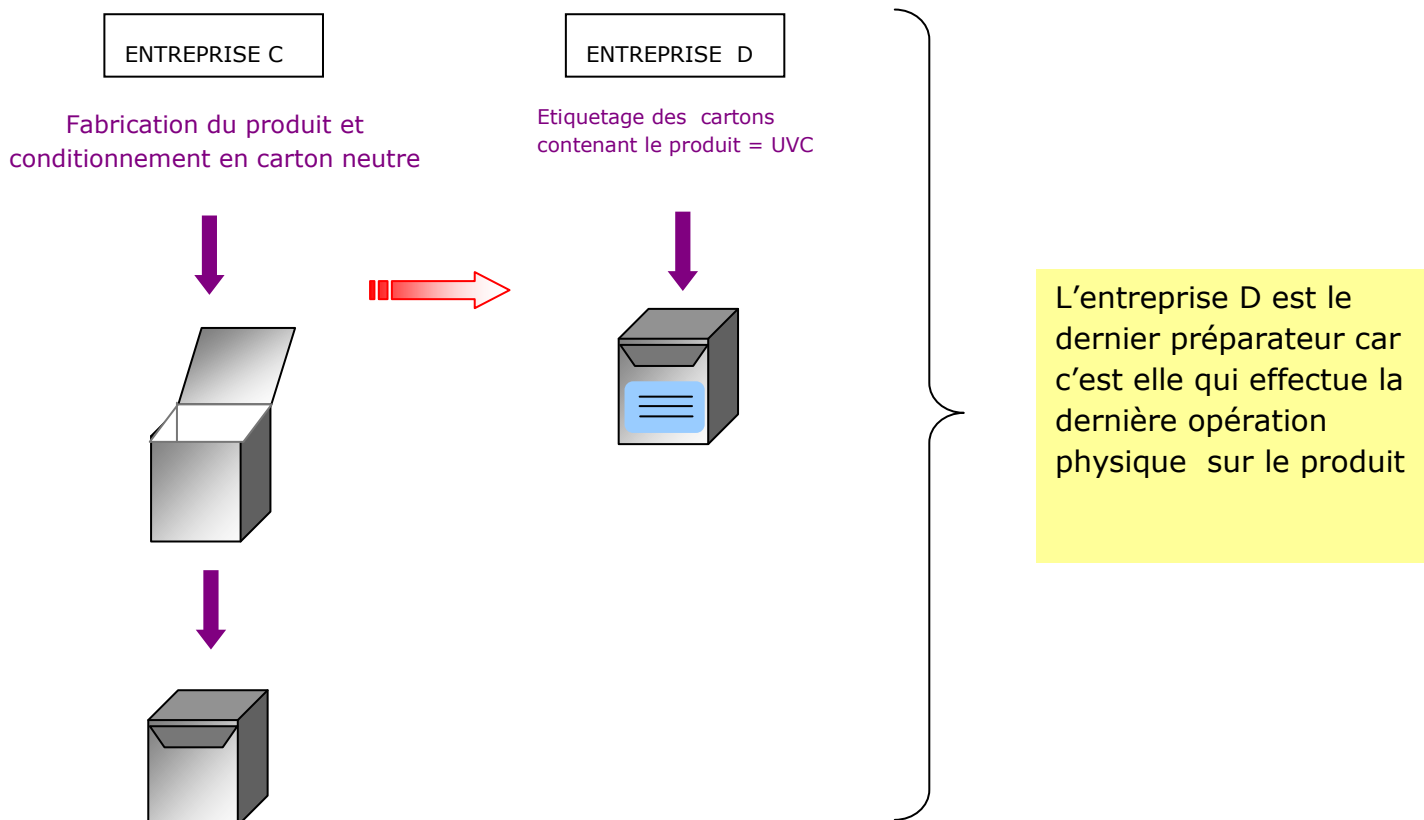 ENTREPRISE C
Fabrication du produit et
conditionnement en carton neutre
ENTREPRISE D
Etiquetage des cartons
contenant le produit = UVC
L’entreprise D est le
dernier préparateur car
c’est elle qui effectue la
dernière opération
physique sur le produit